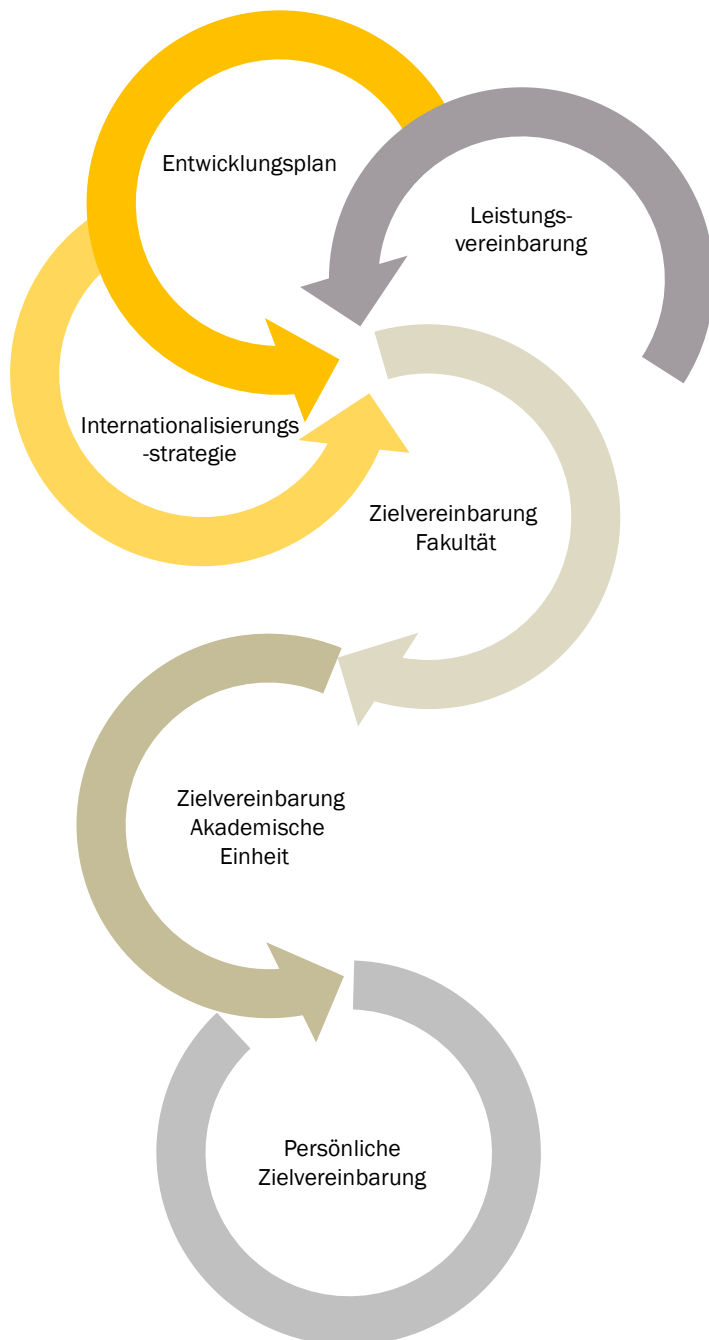 Entwicklungsplan
Leistungs-
vereinbarung
Internationalisierungs
-strategie
Zielvereinbarung
Fakultät
Zielvereinbarung
Akademische
Einheit
Persönliche
Zielvereinbarung